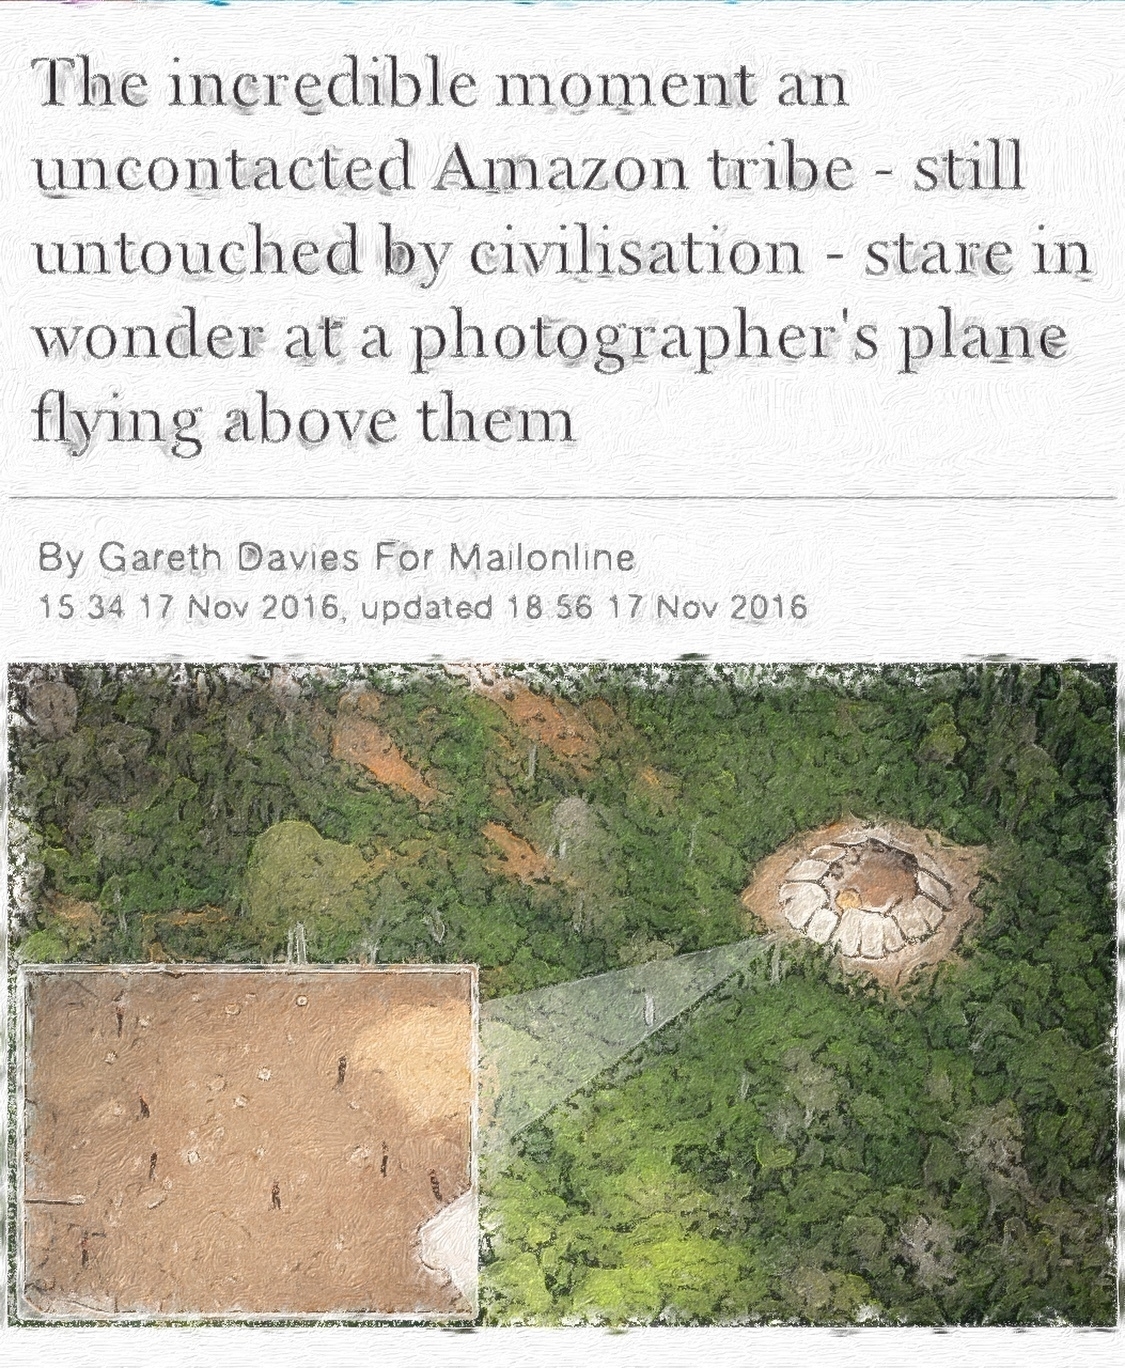 The incredible moment an
uncontacted Amazon tribe - still
untouched by civilisation - stare in
wonder at a photographer's plane
flying above them
By Gareth Davies For Mailonline
15:34 17 Nov 2016, updated 18:56 17 Nov 2016